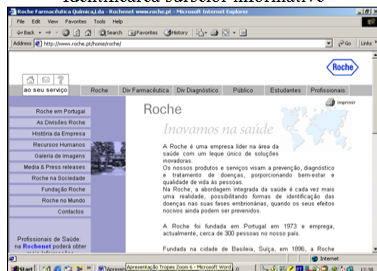 Identificarea surselor informative
Roche Farmacêutica Química,Lda - Rochenet www.roche.pt - Microsoft Internet Explorer
File Edit View Favorites Tools Help
Back Search Favorites History
Address http://www.roche.pt/home/roche/ Go Links
Roche
ao seu serviço Roche Div Farmacêutica Div Diagnóstico Público Estudantes Profissionais
Roche em Portugal
As Divisões Roche
História da Empresa
Recursos Humanos
Galeria de imagens
Media & Press releases
Roche na Sociedade
Fundação Roche
Roche no Mundo
Contactos
Profissionais de Saúde:
na Rochenet poderá obter
Roche
imprimir
Inovamos na saúde
A Roche é uma empresa líder na área da
saúde com um leque único de soluções
inovadoras.
Os nossos produtos e serviços visam a prevenção, diagnóstico
e tratamento de doenças, porporcionando bem-estar e
qualidade de vida às pessoas.
Na Roche, a abordagem integrada da saúde é cada vez mais
uma realidade, possibilitando formas de identificação das
doenças nas suas fases embrionárias, quando os seus efeitos
nocivos ainda podem ser prevenidos.
A Roche foi fundada em Portugal em 1973 e emprega,
actualmente, cerca de 300 pessoas no nosso país.
Fundada na cidade de Basileia, Suíça, em 1896, a Roche
Internet
Start Apresentação Tropes Zoom 6 - Microsoft Word